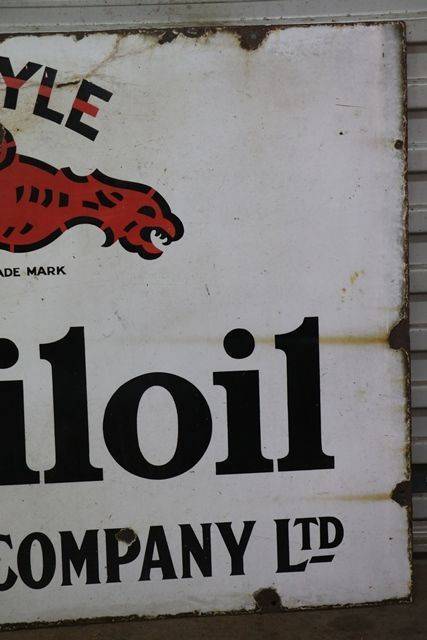 YLE
ADE MARK
iloil
COMPANY LTD